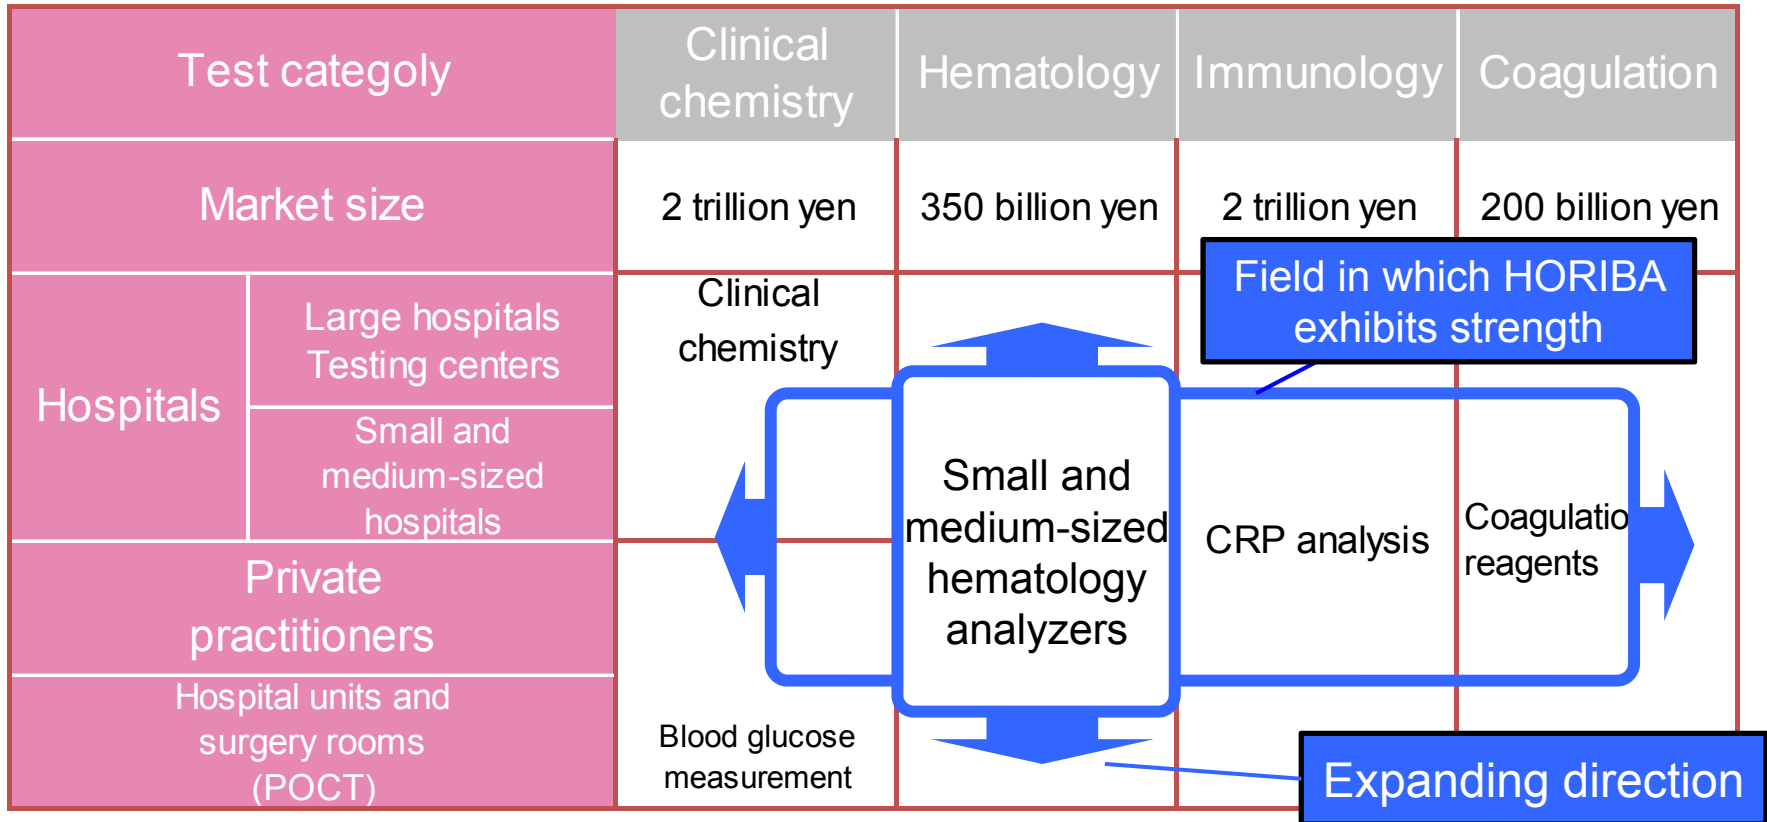 Test categoly
Clinical
chemistry
Hematology
Immunology
Coagulation
Market size
2 trillion yen
350 billion yen
2 trillion yen
200 billion yen
Field in which HORIBA
exhibits strength
Hospitals
Large hospitals
Testing centers
Clinical
chemistry
Small and
medium-sized
hospitals
Small and
medium-sized
hematology
analyzers
CRP analysis
Coagulatio
reagents
Private
practitioners
Hospital units and
surgery rooms
(POCT)
Blood glucose
measurement
Expanding direction